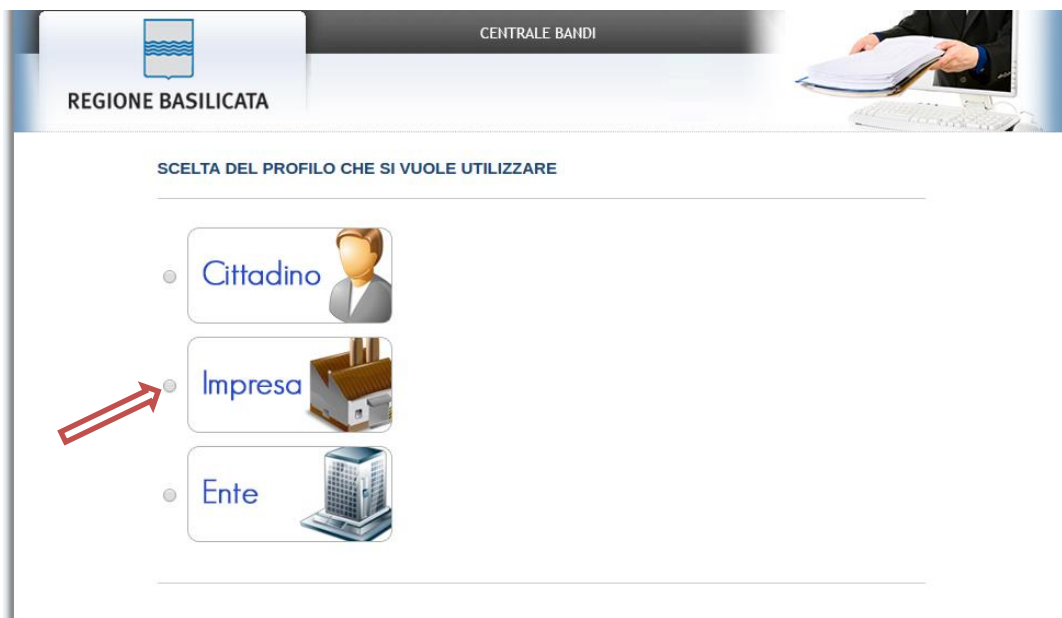 CENTRALE BANDI
REGIONE BASILICATA
SCELTA DEL PROFILO CHE SI VUOLE UTILIZZARE
Cittadino
Impresa
Ente